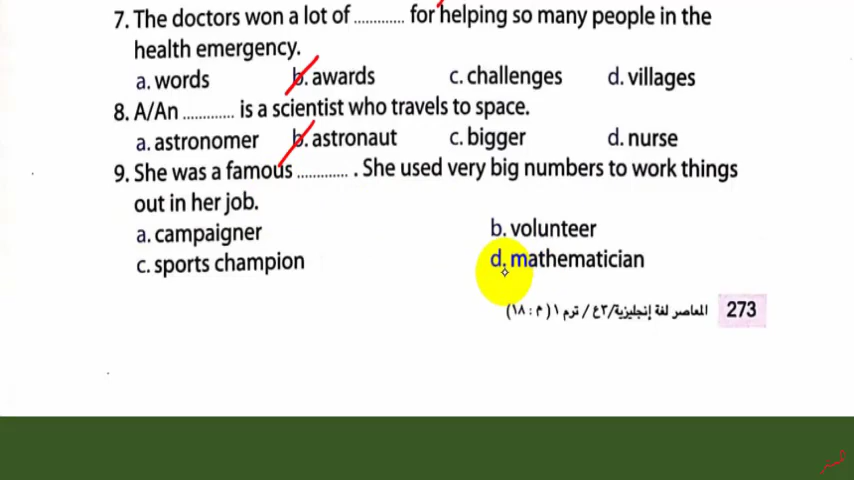 7. The doctors won a lot of ............ for helping so many people in the
health emergency.
a. words b. awards c. challenges d. villages
8. A/An ............ is a scientist who travels to space.
a. astronomer b. astronaut c. bigger d. nurse
9. She was a famous ............ . She used very big numbers to work things
out in her job.
a. campaigner b. volunteer
c. sports champion d. mathematician
المعاصر لغة إنجليزية/٣ع/ ترم ١ (م : ١٨) 273